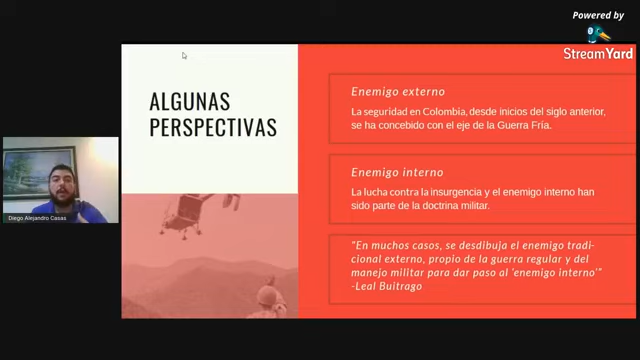 Powered by
StreamYard
ALGUNAS
PERSPECTIVAS
Enemigo externo
La seguridad en Colombia, desde inicios del siglo anterior,
se ha concebido con el eje de la Guerra Fría.
Enemigo interno
La lucha contra la insurgencia y el enemigo interno han
sido parte de la doctrina militar.
"En muchos casos, se desdibuja el enemigo tradi-
cional externo, propio de la guerra regular y del
manejo militar para dar paso al 'enemigo interno'"
-Leal Buitrago
Diego Alejandro Casas